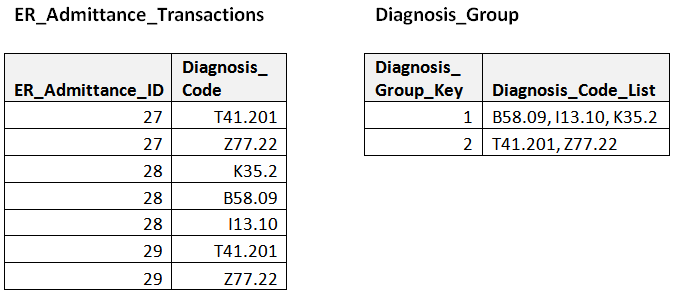 ER_Admittance_Transactions
ER_Admittance_ID Diagnosis_
Code
27 T41.201
27 Z77.22
28 K35.2
28 B58.09
28 I13.10
29 T41.201
29 Z77.22
Diagnosis_Group
Diagnosis_
Group_Key Diagnosis_Code_List
1 B58.09, I13.10, K35.2
2 T41.201, Z77.22